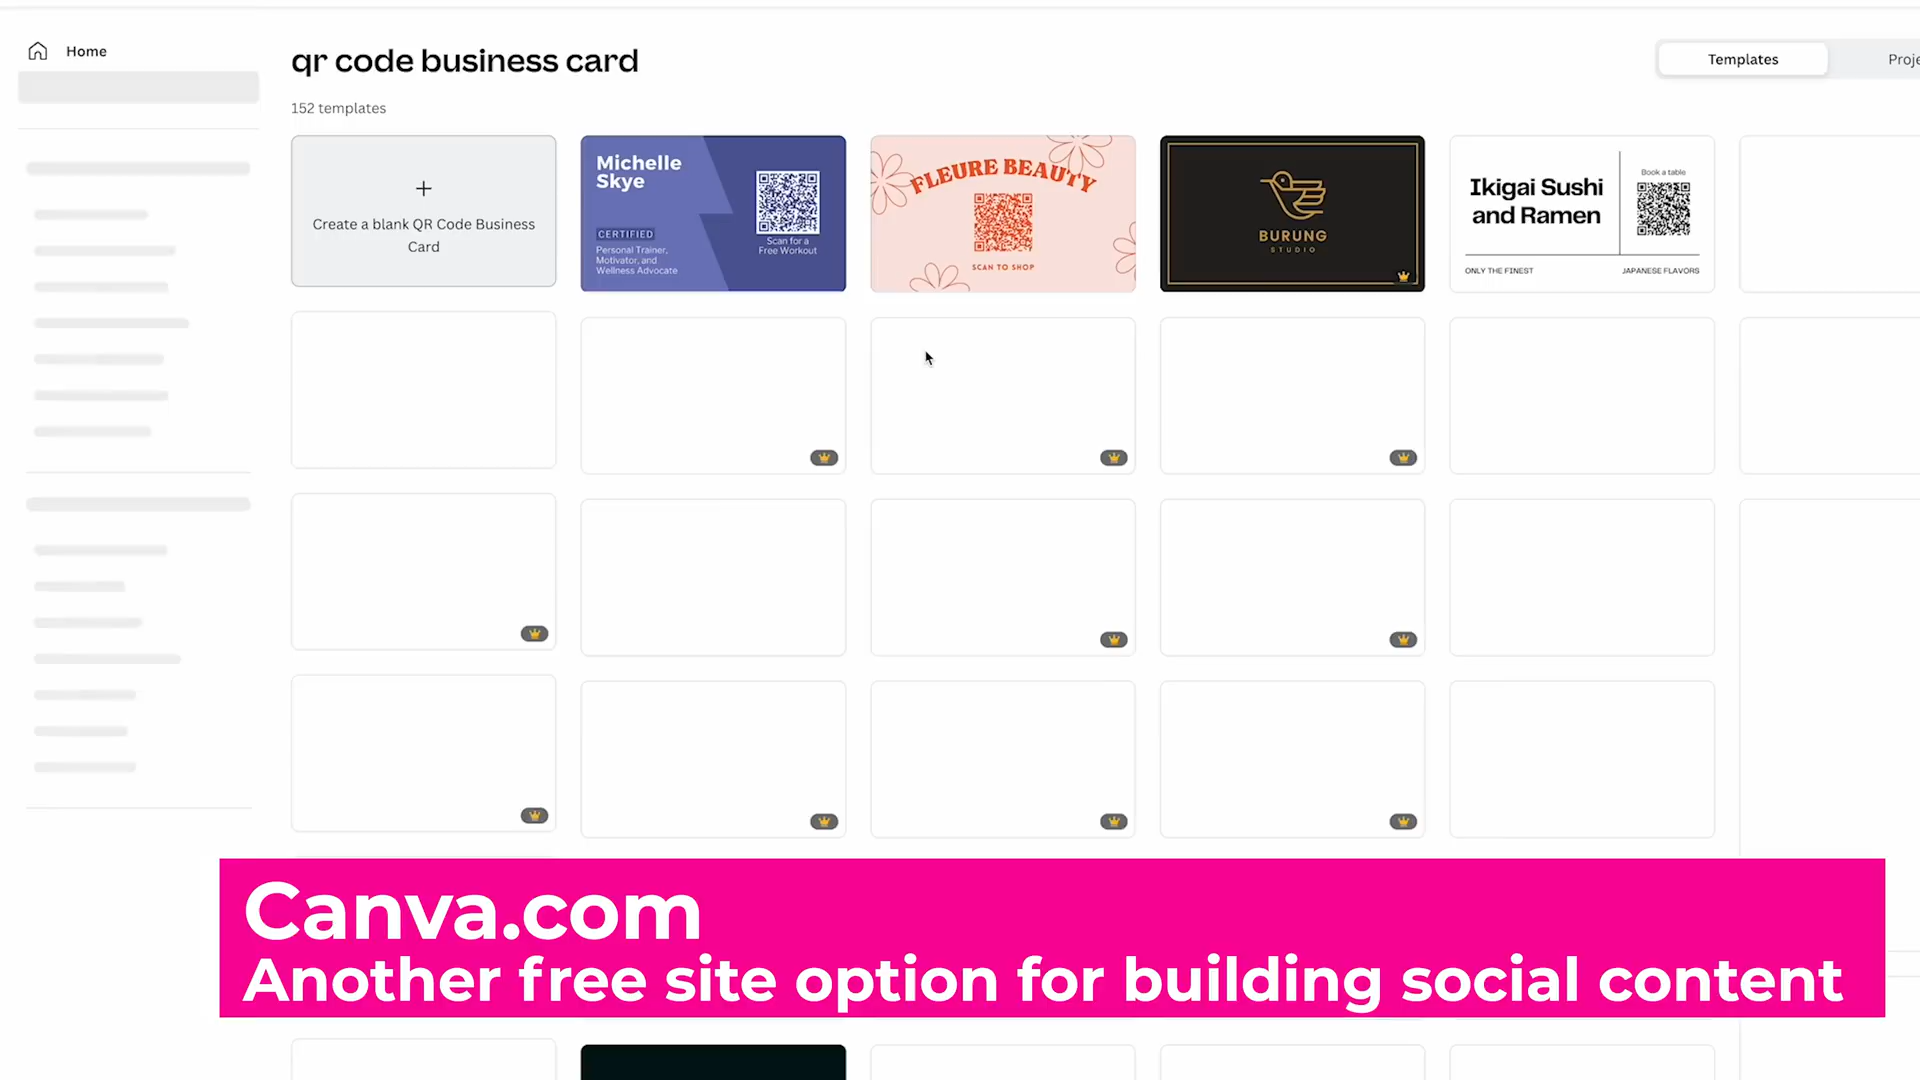 Home
qr code business card
Templates
Proje
152 templates
Create a blank QR Code Business
Card
Michelle
Skye
CERTIFIED
Personal Trainer,
Motivator, and
Wellness Advocate
Scan for a
Free Workout
FLEURE BEAUTY
SCAN TO SHOP
BURUNG
STUDIO
Ikigai Sushi
and Ramen
Book a table
ONLY THE FINEST
JAPANESE FLAVORS
Canva.com
Another free site option for building social content